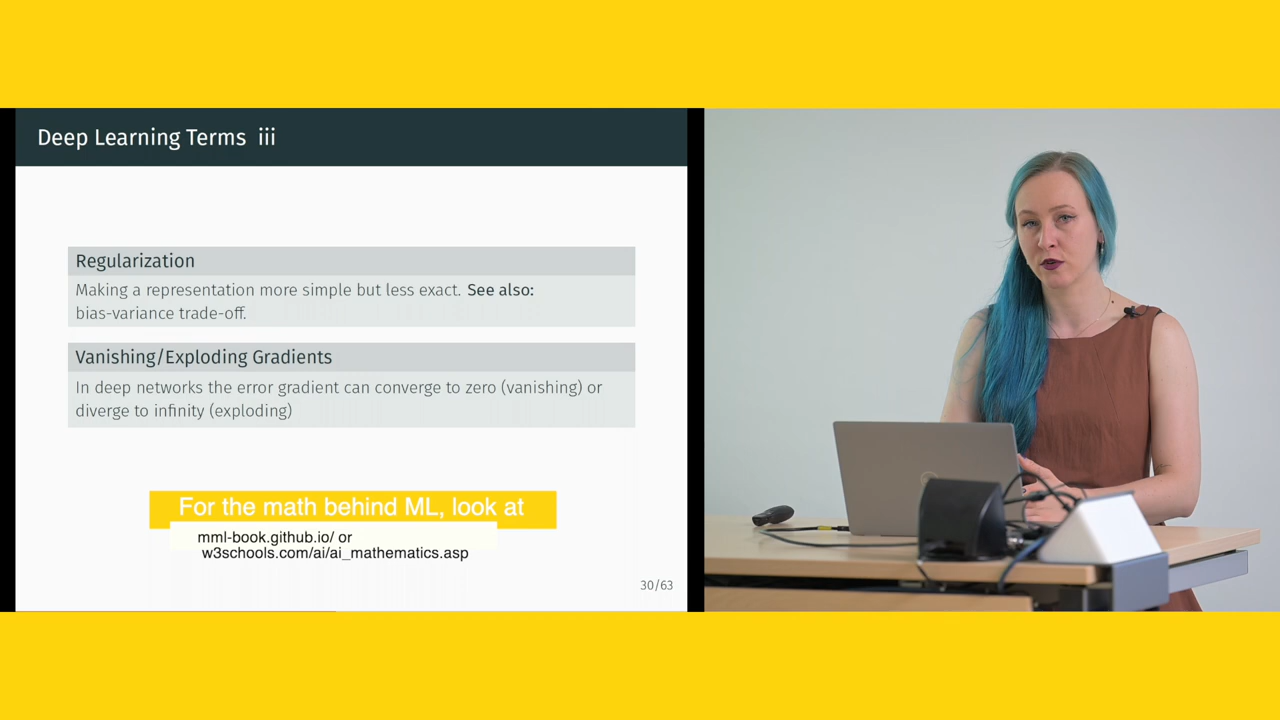 Deep Learning Terms iii
Regularization
Making a representation more simple but less exact. See also:
bias-variance trade-off.
Vanishing/Exploding Gradients
In deep networks the error gradient can converge to zero (vanishing) or
diverge to infinity (exploding)
For the math behind ML, look at
mml-book.github.io/ or
w3schools.com/ai/ai_mathematics.asp
30/63